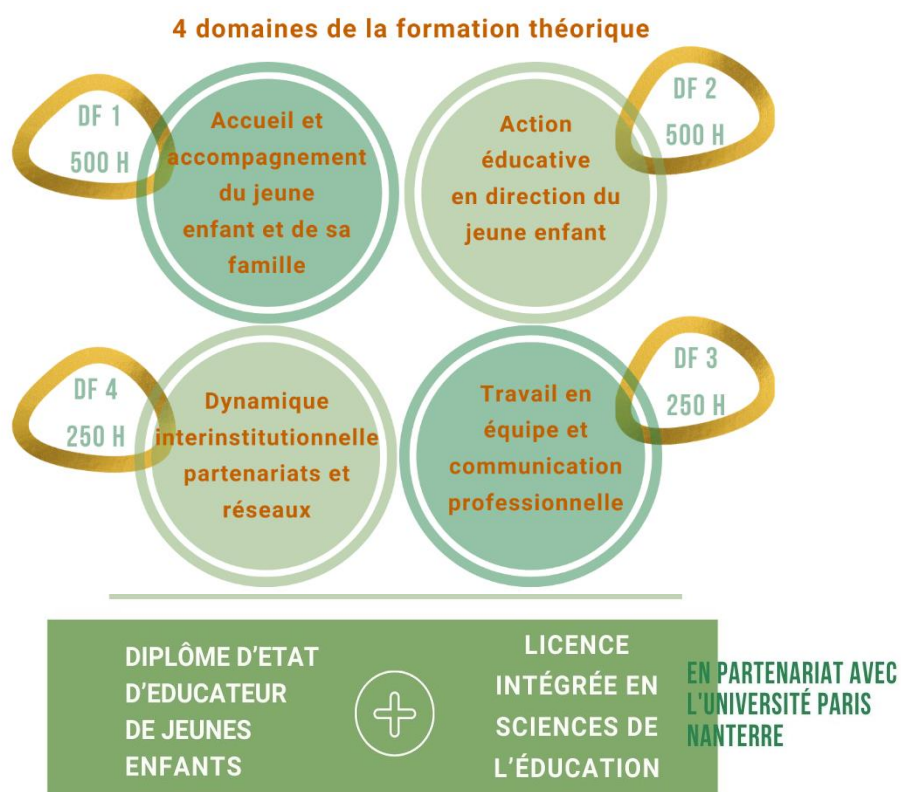 4 domaines de la formation théorique
DF 1
500 H
Accueil et
accompagnement
du jeune
enfant et de sa
famille
Action
éducative
en direction du
jeune enfant
DF 2
500 H
DF 4
250 H
Dynamique
interinstitutionnelle
partenariats et
réseaux
Travail en
équipe et
communication
professionnelle
DF 3
250 H
DIPLÔME D'ETAT
D'EDUCATEUR
DE JEUNES
ENFANTS
LICENCE
INTÉGRÉE EN
SCIENCES DE
L'ÉDUCATION
EN PARTENARIAT AVEC
L'UNIVERSITÉ PARIS
NANTERRE